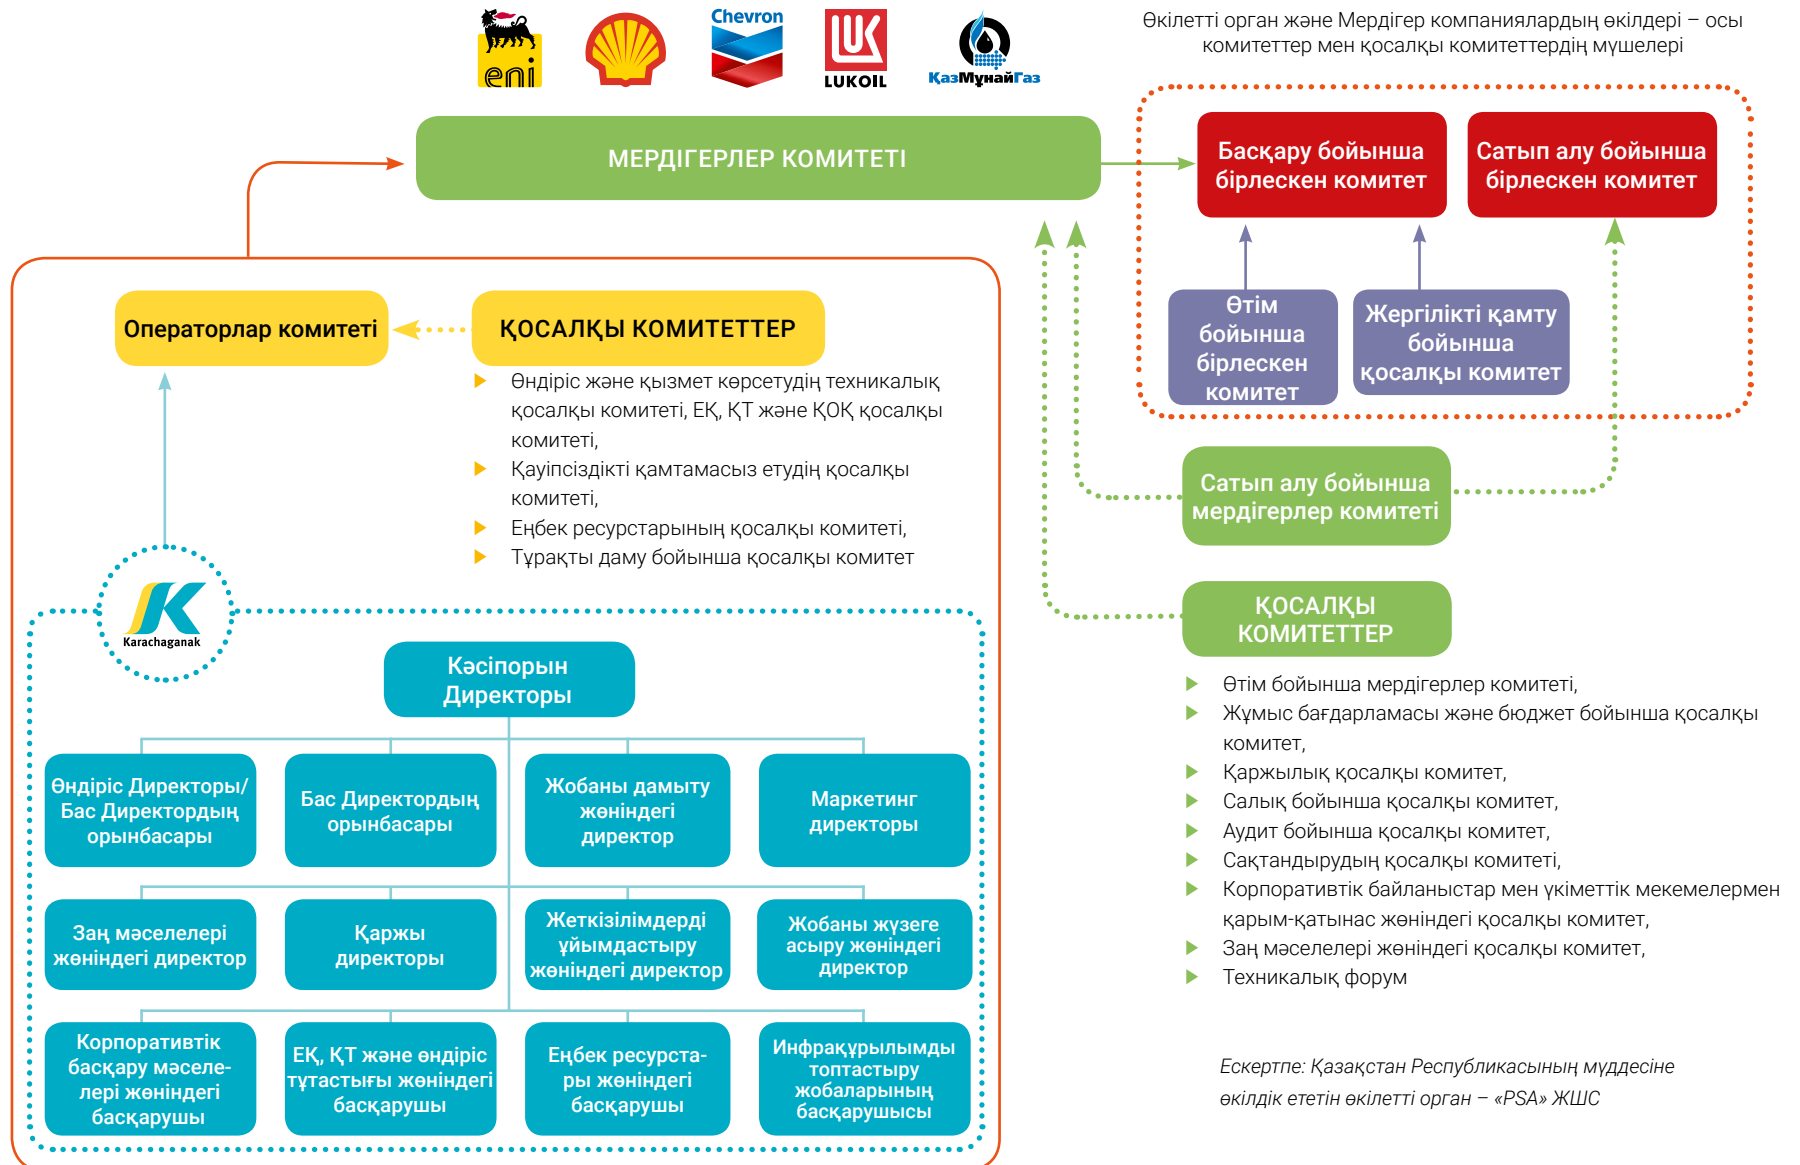 eni
Chevron
LUK
LUKOIL
ҚазМұнайГаз
Өкілетті орган және Мердігер компаниялардың өкілдері – осы
комитеттер мен қосалқы комитеттердің мүшелері
МЕРДІГЕРЛЕР КОМИТЕТІ
Басқару бойынша
бірлескен комитет
Сатып алу бойынша
бірлескен комитет
Өтім
бойынша
бірлескен
комитет
Жергілікті қамту
бойынша
қосалқы комитет
Операторлар комитеті
ҚОСАЛҚЫ КОМИТЕТТЕР
Өндіріс және қызмет көрсетудің техникалық
қосалқы комитеті, ЕҚ, ҚТ және ҚОҚ қосалқы
комитеті,
Қауіпсіздікті қамтамасыз етудің қосалқы
комитеті,
Еңбек ресурстарының қосалқы комитеті,
Тұрақты даму бойынша қосалқы комитет
Сатып алу бойынша
мердігерлер комитеті
ҚОСАЛҚЫ
КОМИТЕТТЕР
Өтім бойынша мердігерлер комитеті,
Жұмыс бағдарламасы және бюджет бойынша қосалқы
комитет,
Қаржылық қосалқы комитет,
Салық бойынша қосалқы комитет,
Аудит бойынша қосалқы комитет,
Сақтандырудың қосалқы комитеті,
Корпоративтік байланыстар мен үкіметтік мекемелермен
қарым-қатынас жөніндегі қосалқы комитет,
Заң мәселелері жөніндегі қосалқы комитет,
Техникалық форум
Karachaganak
Кәсіпорын
Директоры
Өндіріс Директоры/
Бас Директордың
орынбасары
Бас Директордың
орынбасары
Жобаны дамыту
жөніндегі
директор
Маркетинг
директоры
Заң мәселелері
жөніндегі директор
Қаржы
директоры
Жеткізілімдерді
ұйымдастыру
жөніндегі директор
Жобаны жүзеге
асыру жөніндегі
директор
Корпоративтік
басқару мәселе-
лері жөніндегі
басқарушы
ЕҚ, ҚТ және өндіріс
тұтастығы жөніндегі
басқарушы
Еңбек ресурста-
ры жөніндегі
басқарушы
Инфрақұрылымды
топтастыру
жобаларының
басқарушысы
Ескертпе: Қазақстан Республикасының мүддесіне
өкілдік ететін өкілетті орган – «PSA» ЖШС